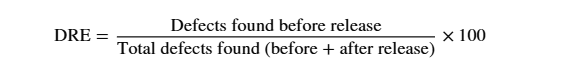 DRE = Defects found before release / Total defects found (before + after release) × 100